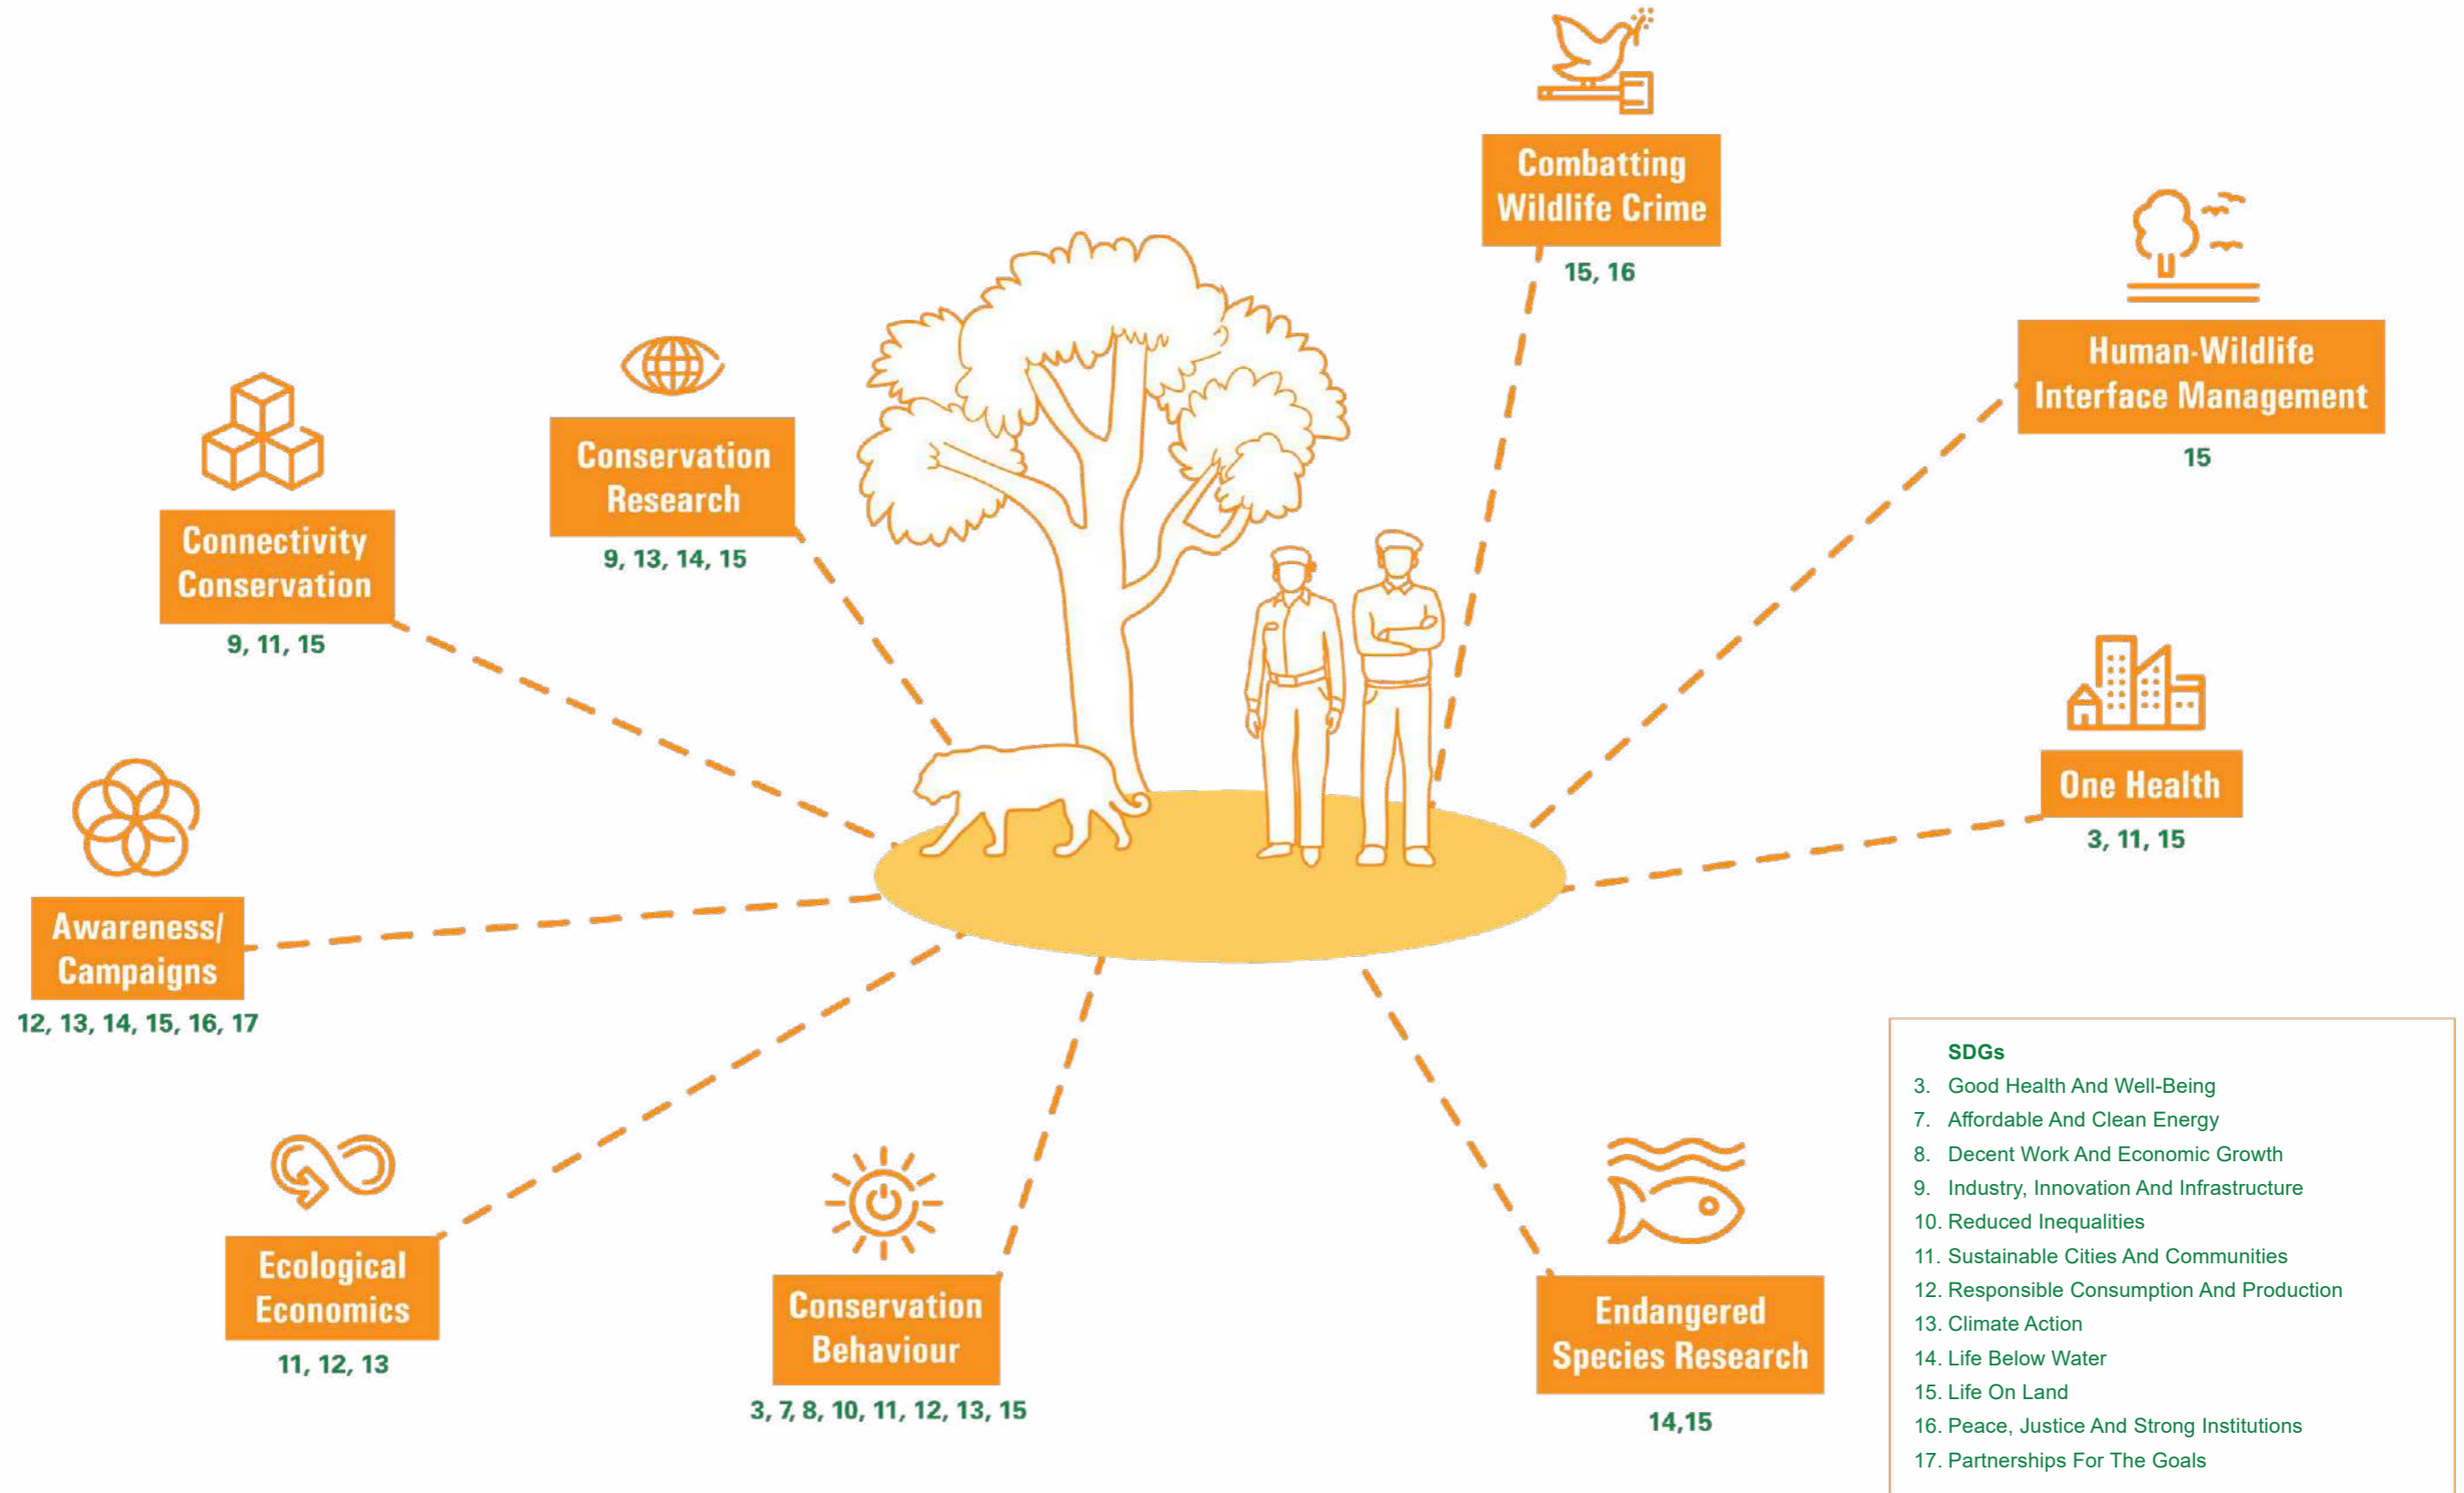 Combatting
Wildlife Crime
15, 16
Human-Wildlife
Interface Management
15
Conservation
Research
9, 13, 14, 15
Connectivity
Conservation
9, 11, 15
One Health
3, 11, 15
Awareness/
Campaigns
12, 13, 14, 15, 16, 17
Ecological
Economics
11, 12, 13
Conservation
Behaviour
3, 7, 8, 10, 11, 12, 13, 15
Endangered
Species Research
14,15
SDGs
3. Good Health And Well-Being
7. Affordable And Clean Energy
8. Decent Work And Economic Growth
9. Industry, Innovation And Infrastructure
10. Reduced Inequalities
11. Sustainable Cities And Communities
12. Responsible Consumption And Production
13. Climate Action
14. Life Below Water
15. Life On Land
16. Peace, Justice And Strong Institutions
17. Partnerships For The Goals